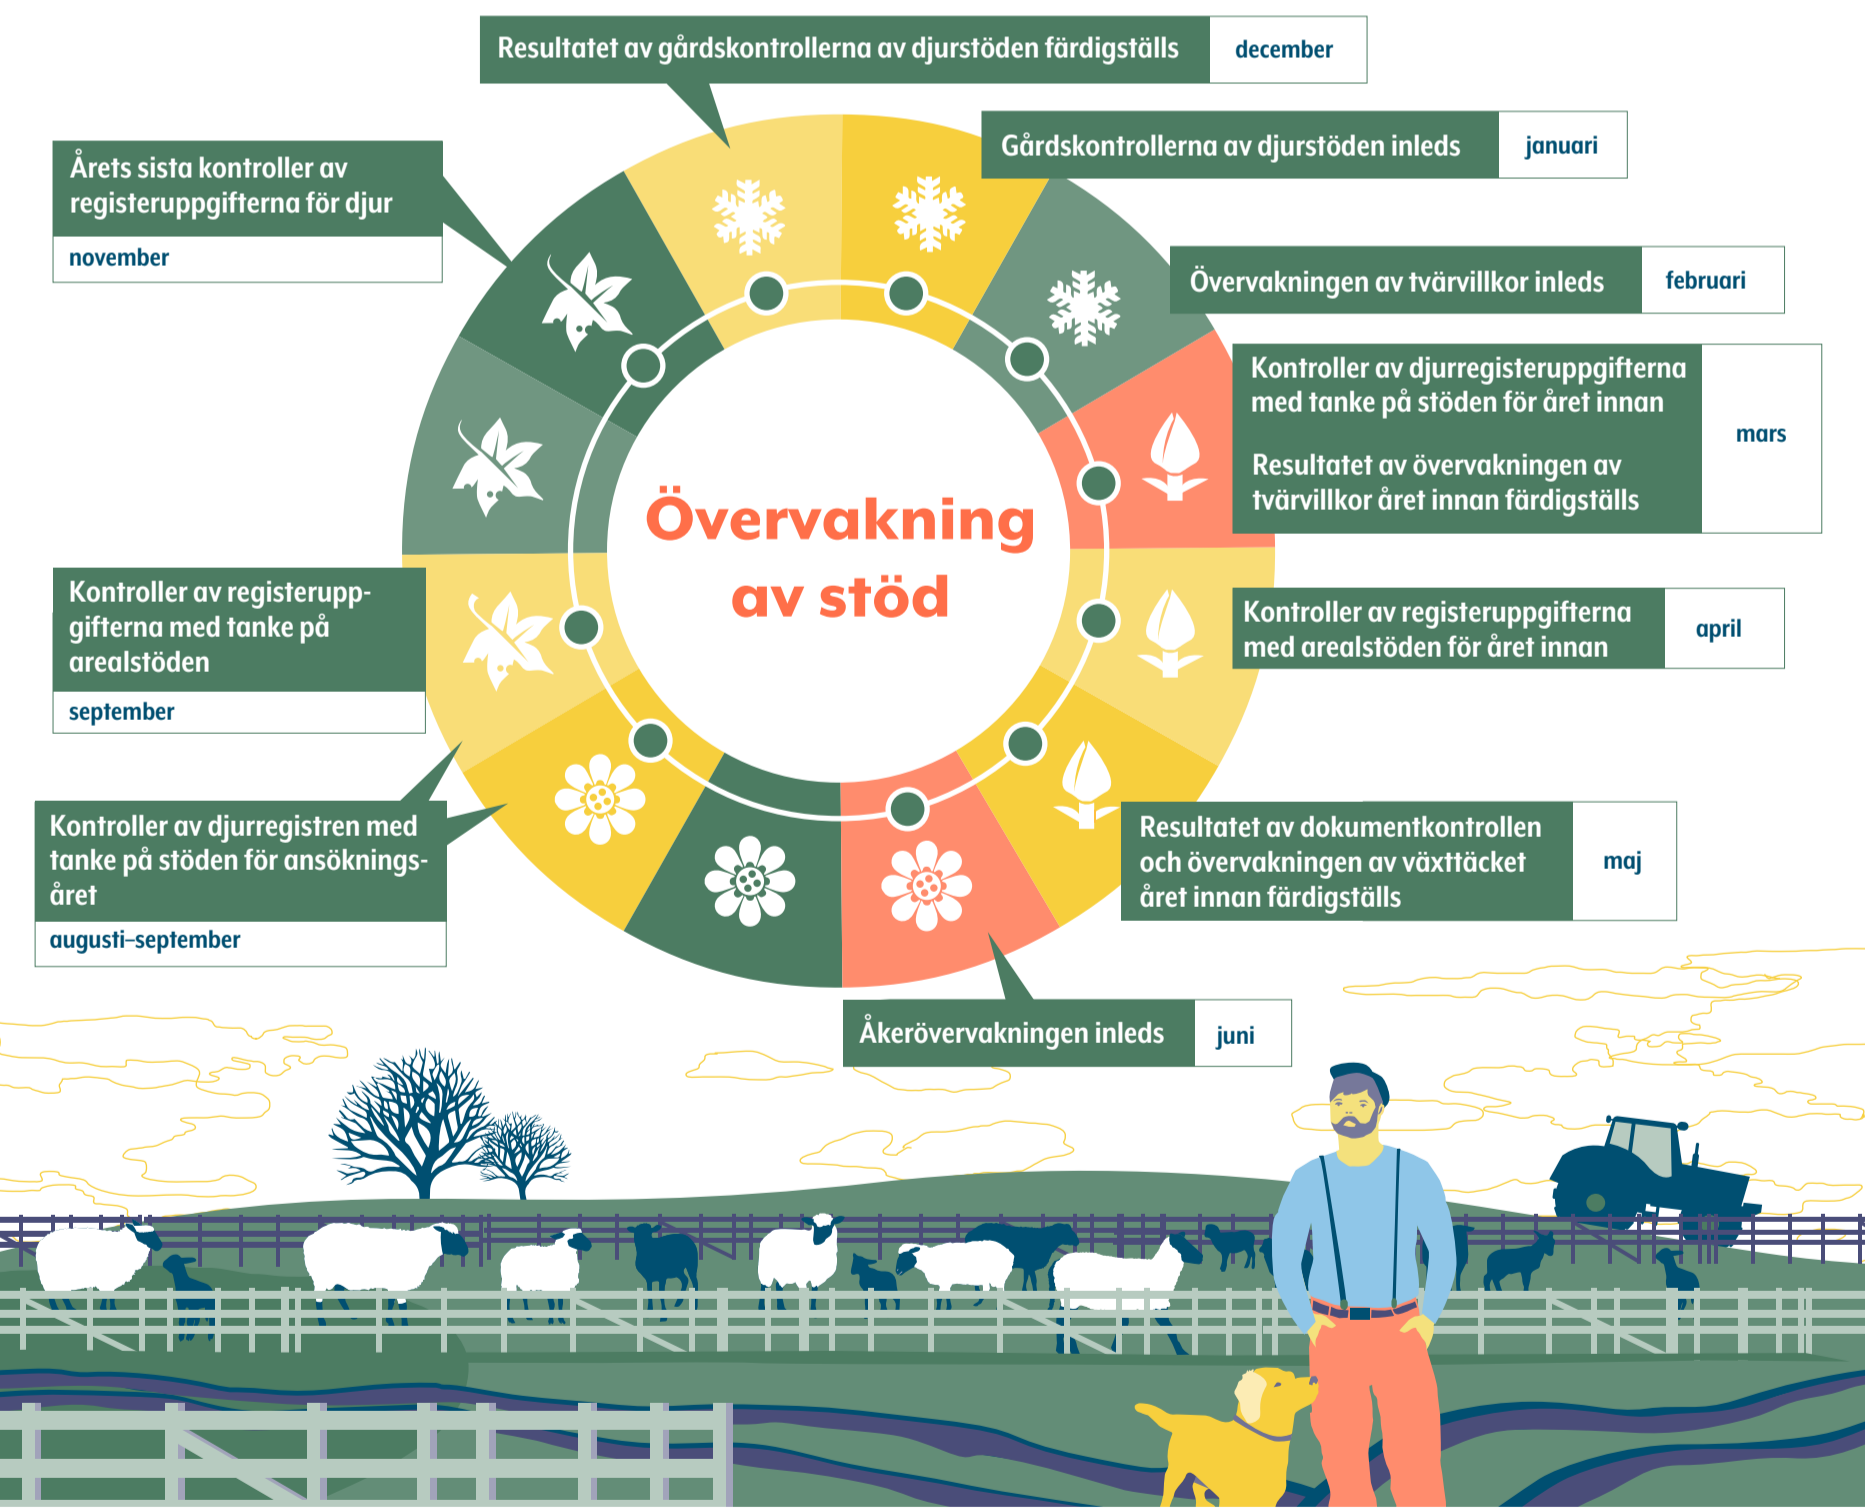 Resultatet av gårdskontrollerna av djurstöden färdigställs
december
Gårdskontrollerna av djurstöden inleds
januari
Övervakningen av tvärvillkor inleds
februari
Kontroller av djurregisteruppgifterna
med tanke på stöden för året innan
Resultatet av övervakningen av
tvärvillkor året innan färdigställs
mars
Kontroller av registeruppgifterna
med arealstöden för året innan
april
Resultatet av dokumentkontrollen
och övervakningen av växttäcket
året innan färdigställs
maj
Åkerövervakningen inleds
juni
Kontroller av djurregistren med
tanke på stöden för ansöknings-
året
augusti–september
Kontroller av registerupp-
gifterna med tanke på
arealstöden
september
Årets sista kontroller av
registeruppgifterna för djur
november
Övervakning
av stöd